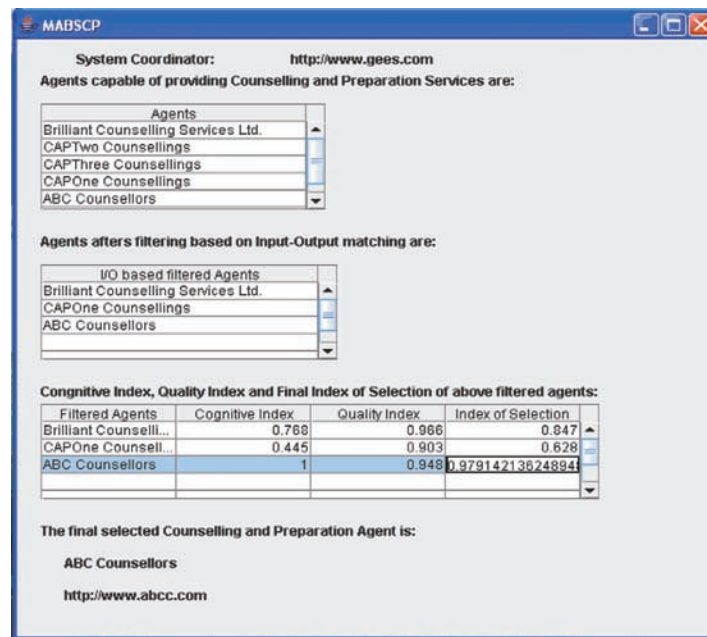 MABSCP
System Coordinator: http://www.gees.com
Agents capable of providing Counselling and Preparation Services are:
Agents
Brilliant Counselling Services Ltd.
CAPTwo Counsellings
CAPThree Counsellings
CAPOne Counsellings
ABC Counsellors
Agents afters filtering based on Input-Output matching are:
I/O based filtered Agents
Brilliant Counselling Services Ltd.
CAPOne Counsellings
ABC Counsellors
Congnitive Index, Quality Index and Final Index of Selection of above filtered agents:
Filtered Agents Cognitive Index Quality Index Index of Selection
Brilliant Counselli... 0.768 0.966 0.847
CAPOne Counsell... 0.445 0.903 0.628
ABC Counsellors 1 0.948 0.97914213624894
The final selected Counselling and Preparation Agent is:
ABC Counsellors
http://www.abcc.com